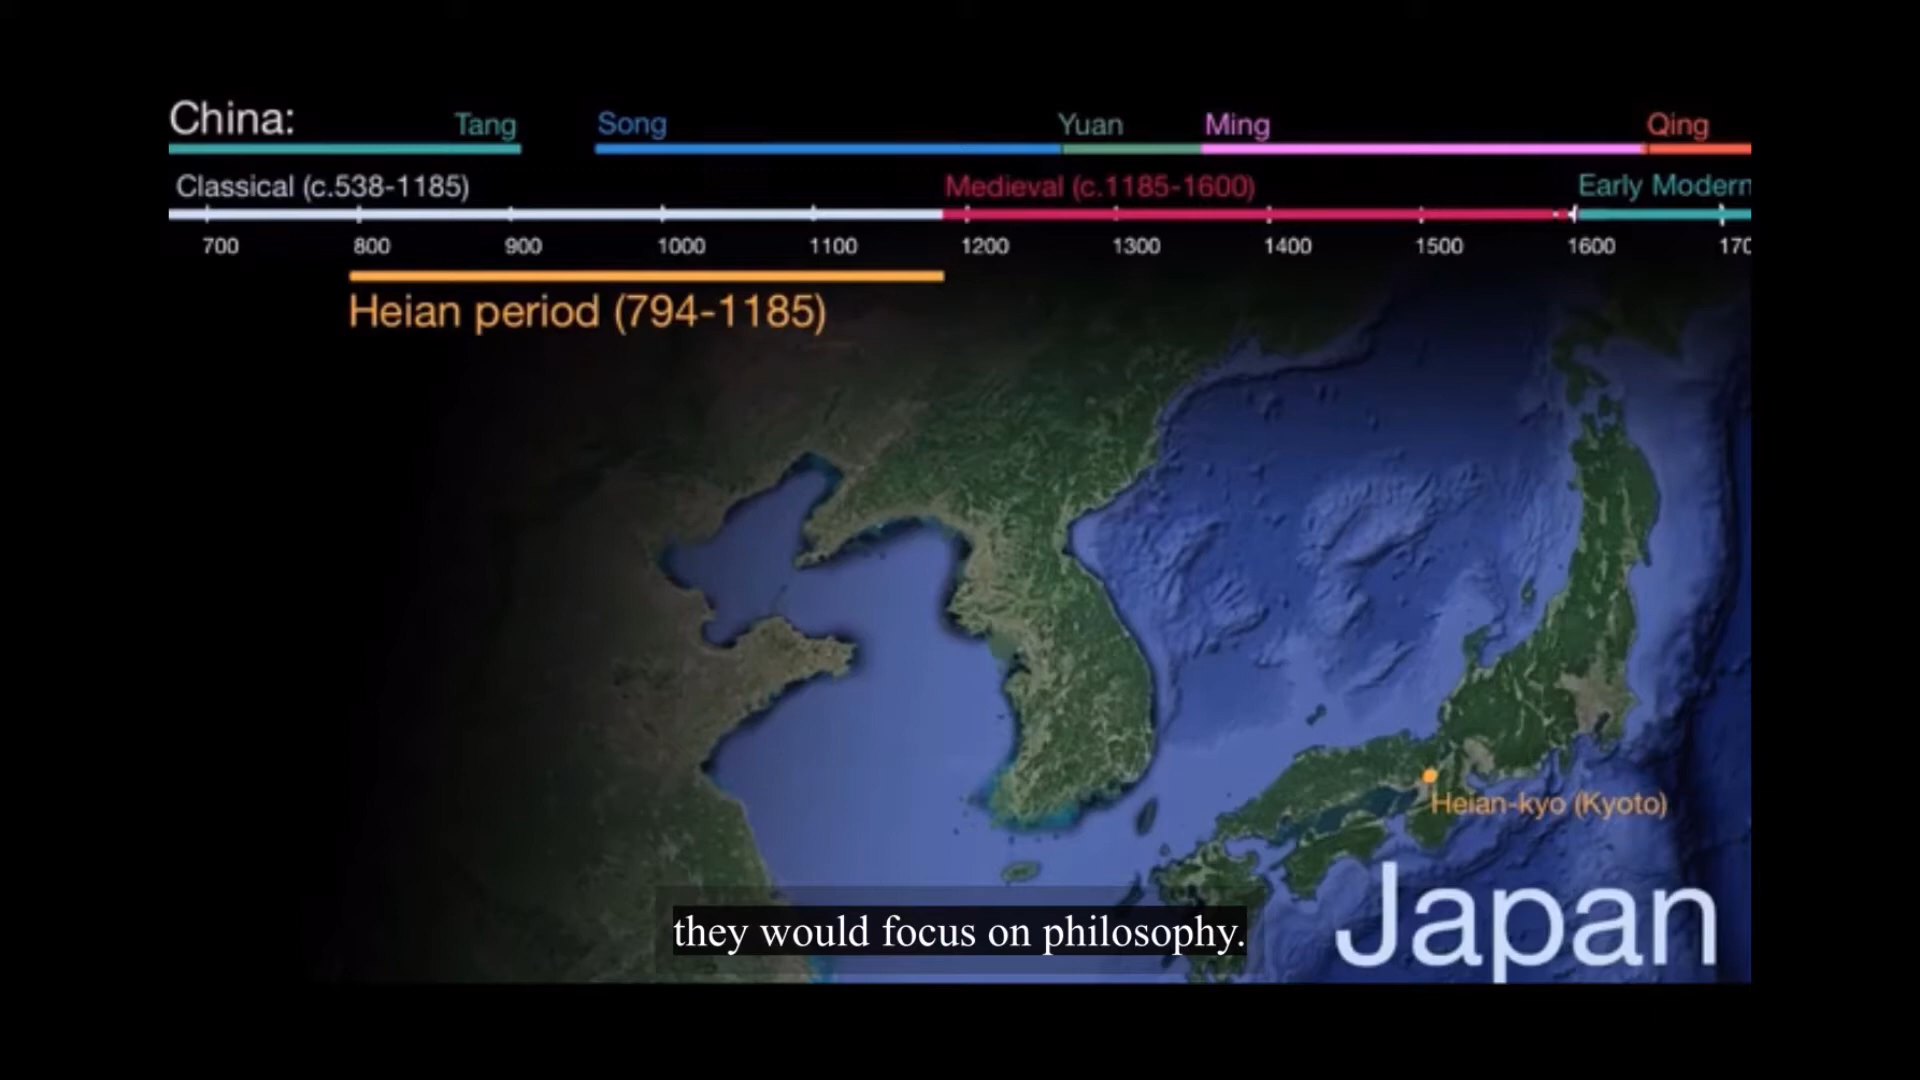 China:
Tang
Song
Yuan
Ming
Qing
Classical (c.538-1185)
Medieval (c.1185-1600)
Early Modern
700 800 900 1000 1100 1200 1300 1400 1500 1600 170
Heian period (794-1185)
Heian-kyo (Kyoto)
Japan
they would focus on philosophy.